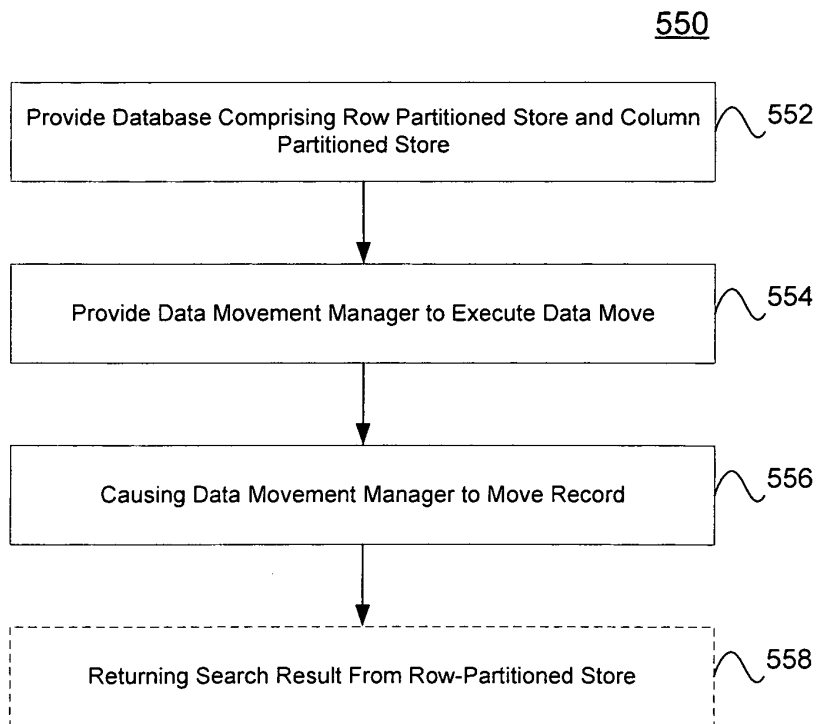 550
Provide Database Comprising Row Partitioned Store and Column
Partitioned Store
552
Provide Data Movement Manager to Execute Data Move
554
Causing Data Movement Manager to Move Record
556
Returning Search Result From Row-Partitioned Store
558